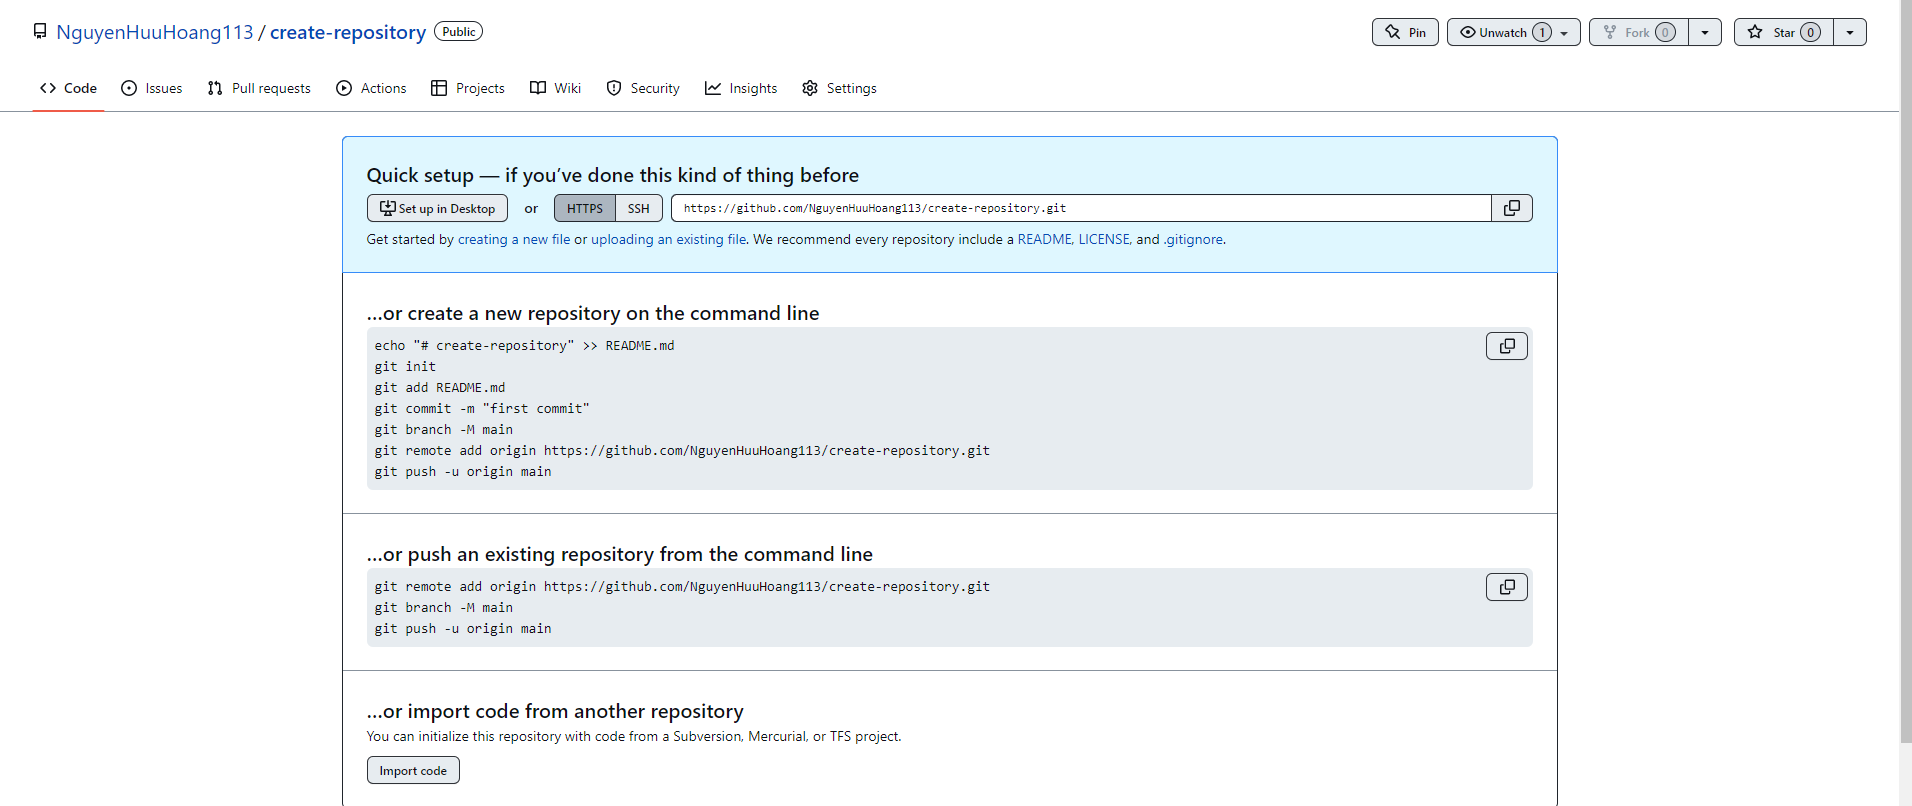 NguyenHuuHoang113 / create-repository Public
Pin Unwatch 1 Fork 0 Star 0
Code Issues Pull requests Actions Projects Wiki Security Insights Settings
Quick setup — if you’ve done this kind of thing before
Set up in Desktop or HTTPS SSH https://github.com/NguyenHuuHoang113/create-repository.git
Get started by creating a new file or uploading an existing file. We recommend every repository include a README, LICENSE, and .gitignore.
…or create a new repository on the command line
echo "# create-repository" >> README.md
git init
git add README.md
git commit -m "first commit"
git branch -M main
git remote add origin https://github.com/NguyenHuuHoang113/create-repository.git
git push -u origin main
…or push an existing repository from the command line
git remote add origin https://github.com/NguyenHuuHoang113/create-repository.git
git branch -M main
git push -u origin main
…or import code from another repository
You can initialize this repository with code from a Subversion, Mercurial, or TFS project.
Import code